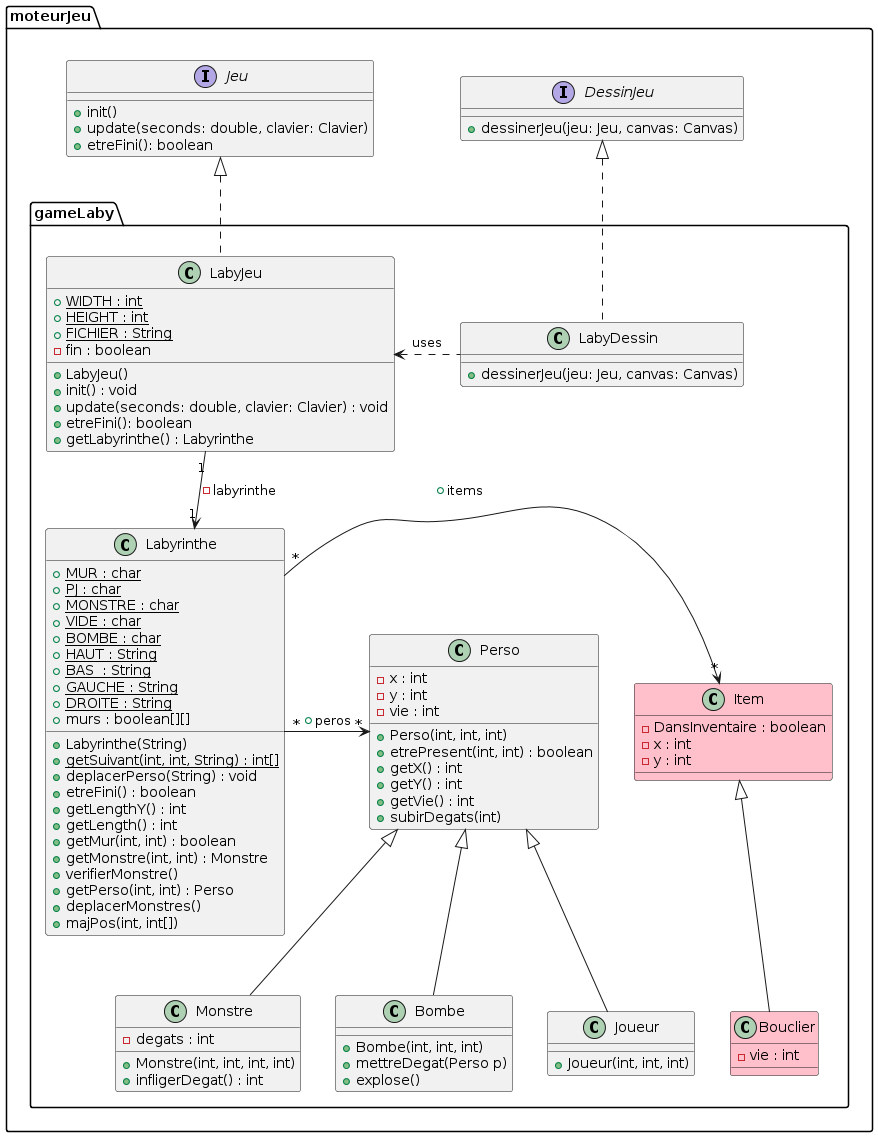 moteurJeu
Jeu
init()
update(seconds: double, clavier: Clavier)
etreFini(): boolean
DessinJeu
dessinerJeu(jeu: Jeu, canvas: Canvas)
gameLaby
LabyJeu
WIDTH : int
HEIGHT : int
FICHIER : String
fin : boolean
LabyJeu()
init() : void
update(seconds: double, clavier: Clavier) : void
etreFini(): boolean
getLabyrinthe() : Labyrinthe
uses
LabyDessin
dessinerJeu(jeu: Jeu, canvas: Canvas)
1
labyrinthe
1
items
*
*
Labyrinthe
MUR : char
PJ : char
MONSTRE : char
VIDE : char
BOMBE : char
HAUT : String
BAS : String
GAUCHE : String
DROITE : String
murs : boolean[][]
Labyrinthe(String)
getSuivant(int, int, String) : int[]
deplacerPerso(String) : void
etreFini() : boolean
getLengthY() : int
getLength() : int
getMur(int, int) : boolean
getMonstre(int, int) : Monstre
verifierMonstre()
getPerso(int, int) : Perso
deplacerMonstres()
majPos(int, int[])
* peros *
Perso
x : int
y : int
vie : int
Perso(int, int, int)
etrePresent(int, int) : boolean
getX() : int
getY() : int
getVie() : int
subirDegats(int)
Item
DansInventaire : boolean
x : int
y : int
Monstre
degats : int
Monstre(int, int, int, int)
infligerDegat() : int
Bombe
Bombe(int, int, int)
mettreDegat(Perso p)
explose()
Joueur
Joueur(int, int, int)
Bouclier
vie : int